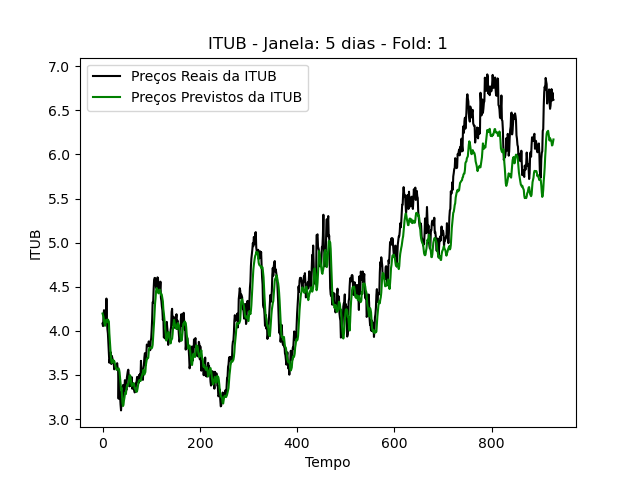 ITUB - Janela: 5 dias - Fold: 1
Preços Reais da ITUB
Preços Previstos da ITUB
7.0
6.5
6.0
5.5
5.0
4.5
4.0
3.5
3.0
ITUB
0 200 400 600 800
Tempo